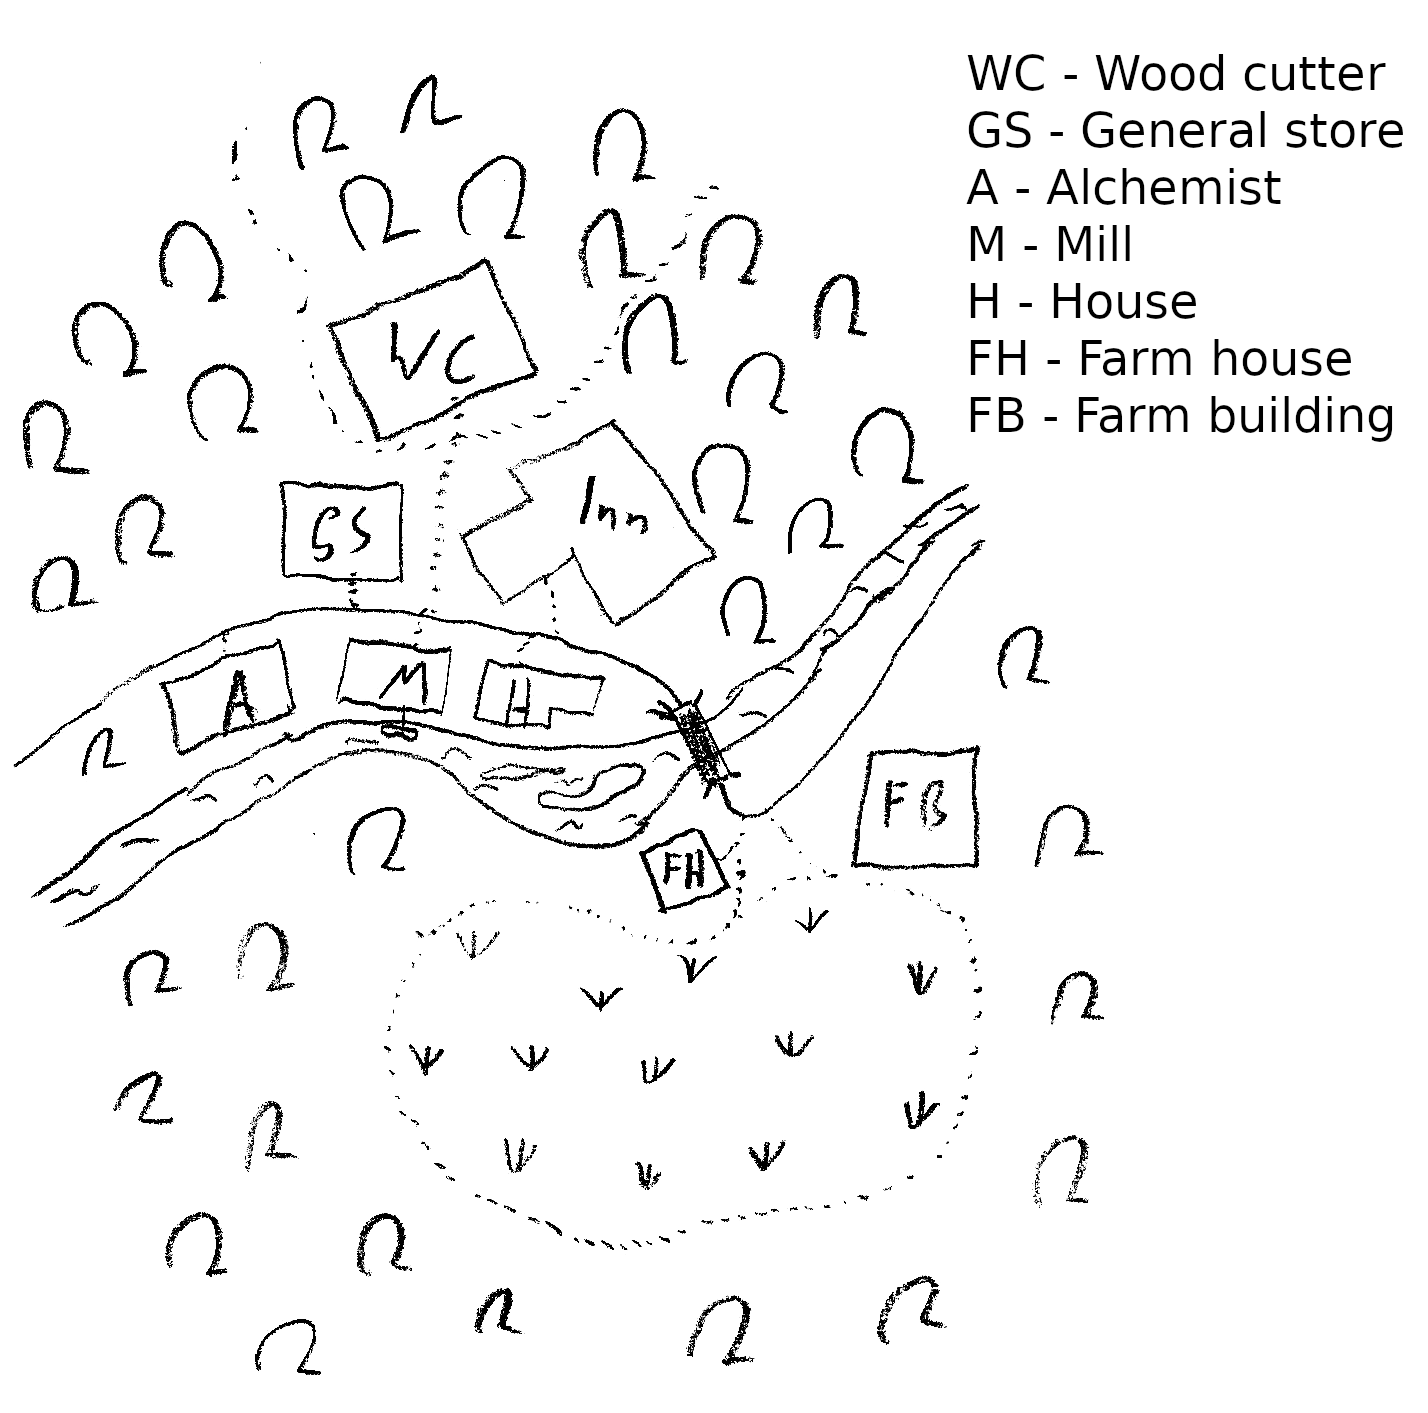 WC - Wood cutter
GS - General store
A - Alchemist
M - Mill
H - House
FH - Farm house
FB - Farm building
WC
Inn
GS
A
M
H
FB
FH